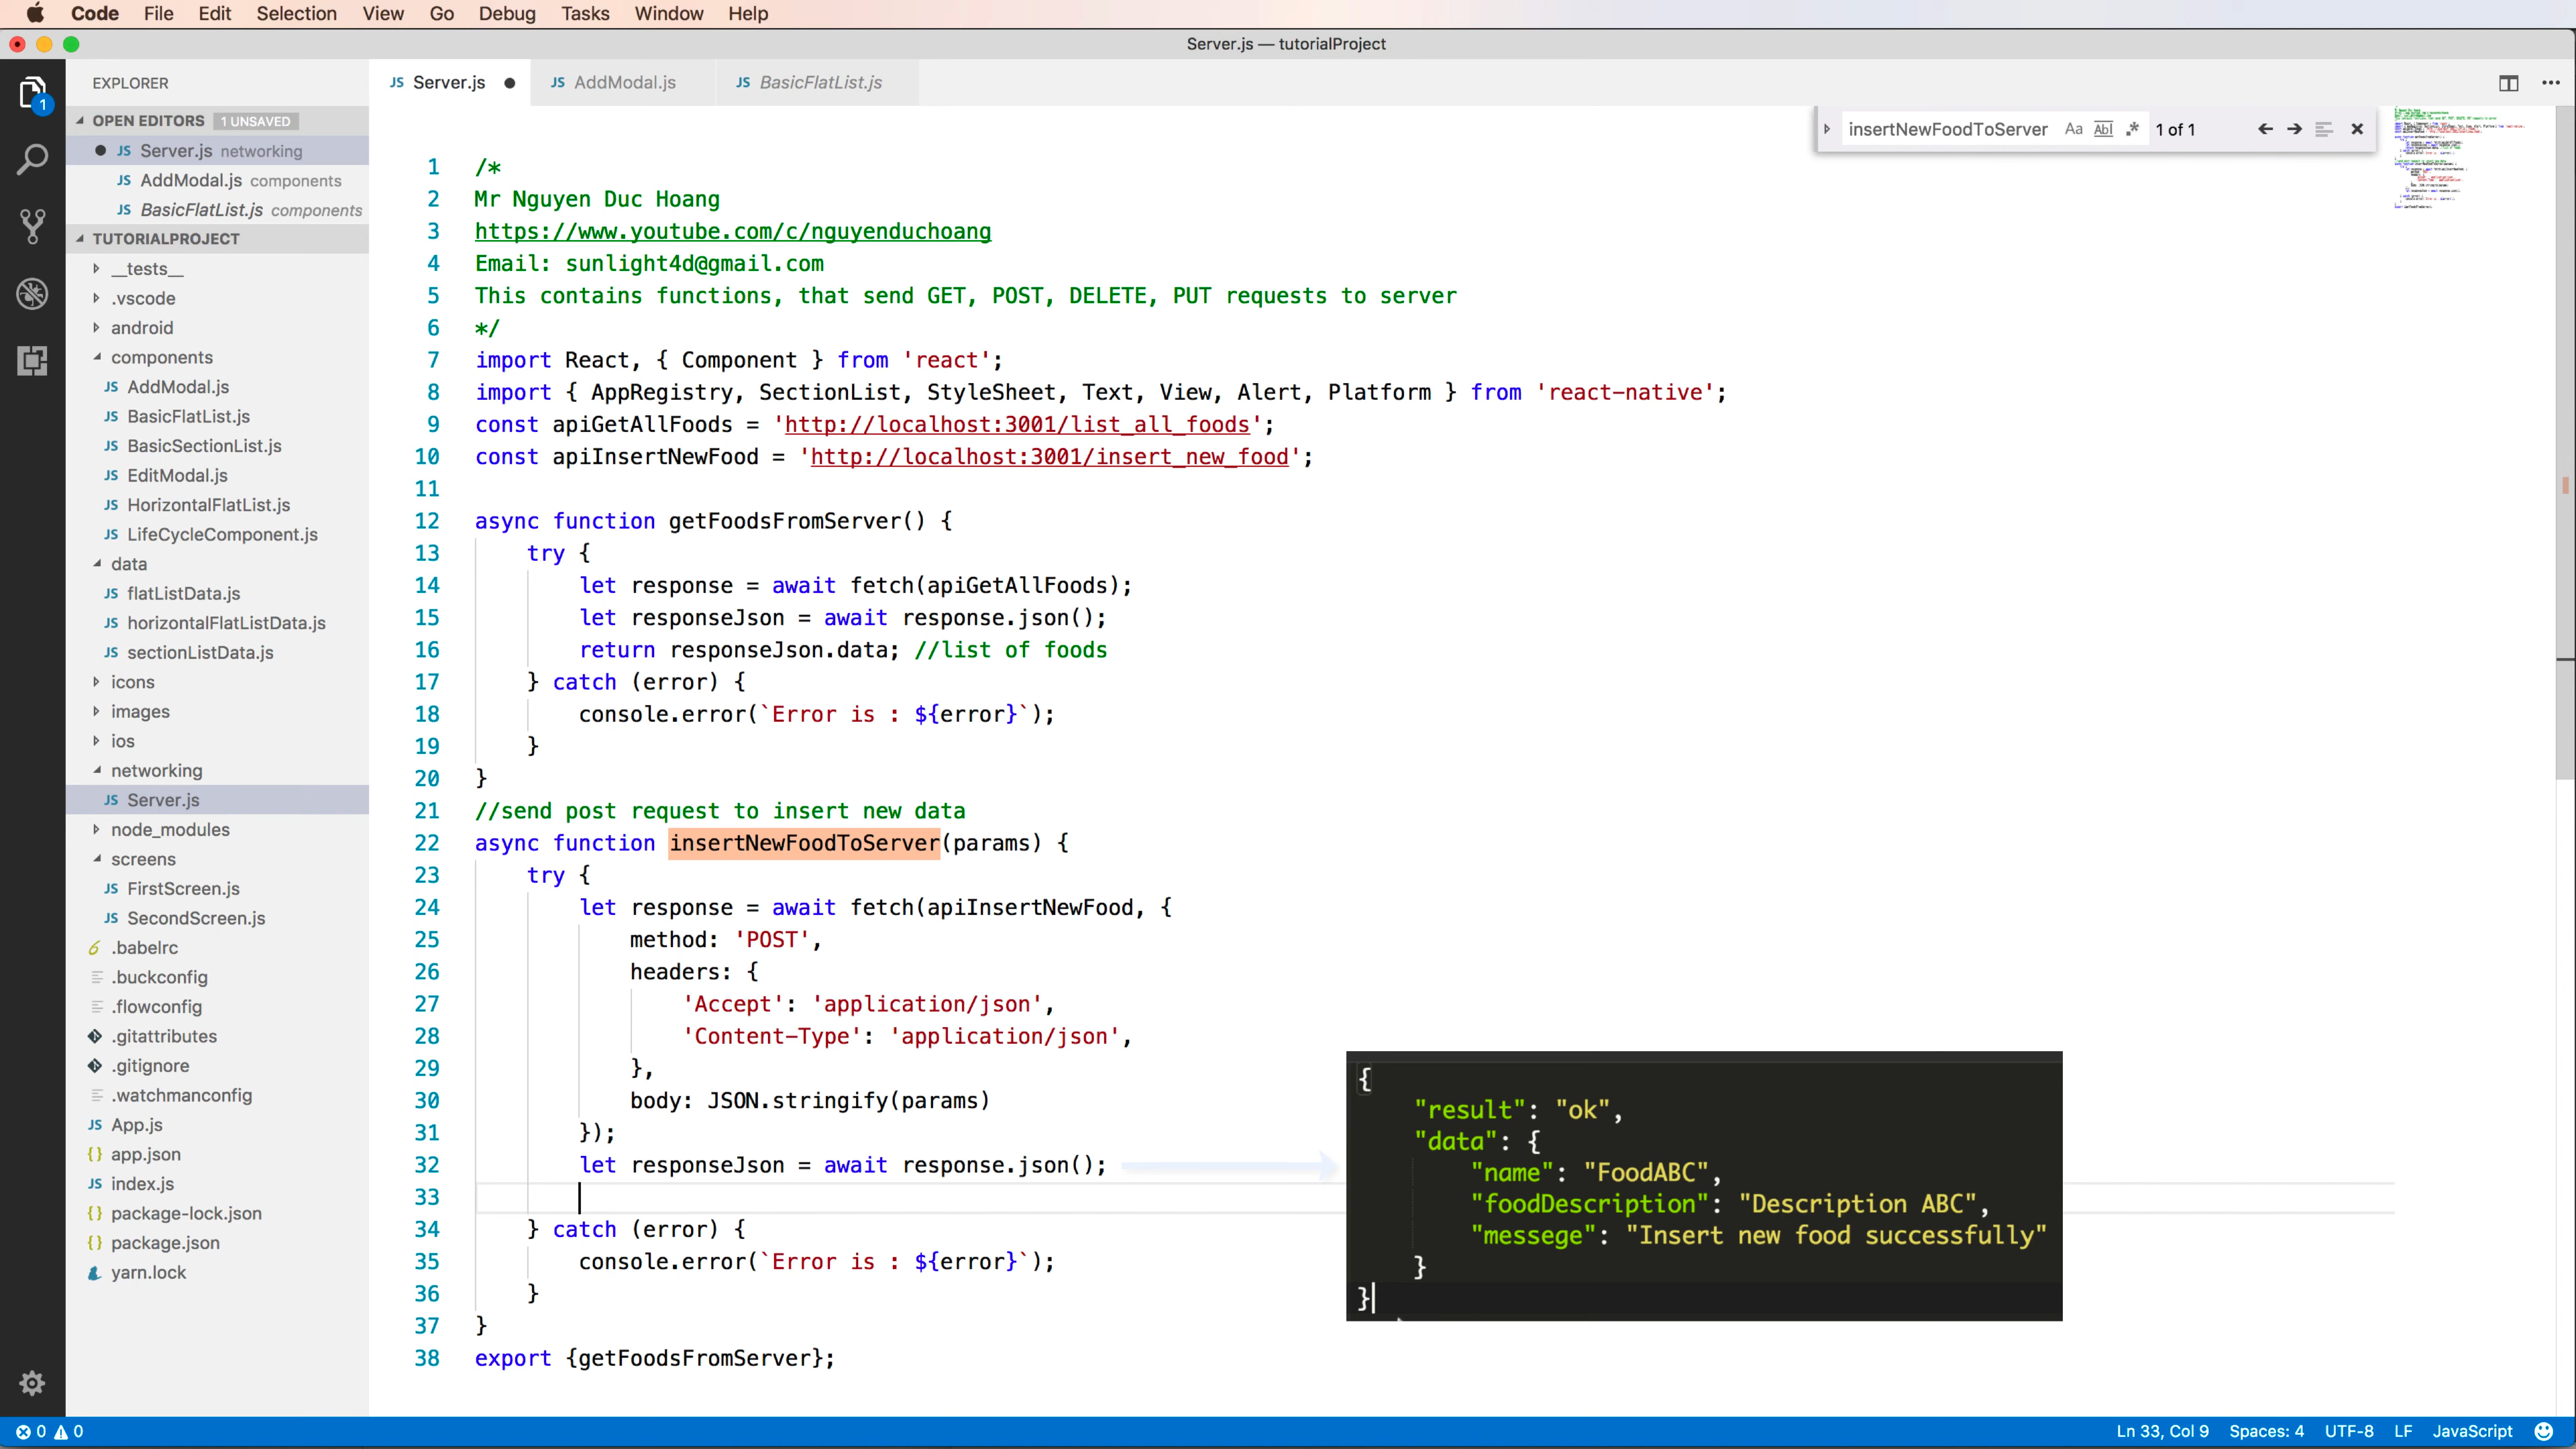 Code File Edit Selection View Go Debug Tasks Window Help
Server.js — tutorialProject
EXPLORER
OPEN EDITORS 1 UNSAVED
JS Server.js networking
JS AddModal.js components
JS BasicFlatList.js components
TUTORIALPROJECT
__tests__
.vscode
android
components
JS AddModal.js
JS BasicFlatList.js
JS BasicSectionList.js
JS EditModal.js
JS HorizontalFlatList.js
JS LifeCycleComponent.js
data
JS flatListData.js
JS horizontalFlatListData.js
JS sectionListData.js
icons
images
ios
networking
JS Server.js
node_modules
screens
JS FirstScreen.js
JS SecondScreen.js
.babelrc
.buckconfig
.flowconfig
.gitattributes
.gitignore
.watchmanconfig
JS App.js
{} app.json
JS index.js
{} package-lock.json
{} package.json
yarn.lock
1
JS Server.js JS AddModal.js JS BasicFlatList.js
insertNewFoodToServer Aa Abl .* 1 of 1
1 /*
2 Mr Nguyen Duc Hoang
3 https://www.youtube.com/c/nguyenduchoang
4 Email: sunlight4d@gmail.com
5 This contains functions, that send GET, POST, DELETE, PUT requests to server
6 */
7 import React, { Component } from 'react';
8 import { AppRegistry, SectionList, StyleSheet, Text, View, Alert, Platform } from 'react-native';
9 const apiGetAllFoods = 'http://localhost:3001/list_all_foods';
10 const apiInsertNewFood = 'http://localhost:3001/insert_new_food';
11
12 async function getFoodsFromServer() {
13     try {
14         let response = await fetch(apiGetAllFoods);
15         let responseJson = await response.json();
16         return responseJson.data; //list of foods
17     } catch (error) {
18         console.error(`Error is : ${error}`);
19     }
20 }
21 //send post request to insert new data
22 async function insertNewFoodToServer(params) {
23     try {
24         let response = await fetch(apiInsertNewFood, {
25             method: 'POST',
26             headers: {
27                 'Accept': 'application/json',
28                 'Content-Type': 'application/json',
29             },
30             body: JSON.stringify(params)
31         });
32         let responseJson = await response.json();
33
34     } catch (error) {
35         console.error(`Error is : ${error}`);
36     }
37 }
38 export {getFoodsFromServer};
{
    "result": "ok",
    "data": {
        "name": "FoodABC",
        "foodDescription": "Description ABC",
        "messege": "Insert new food successfully"
    }
}
0 0 Ln 33, Col 9 Spaces: 4 UTF-8 LF JavaScript